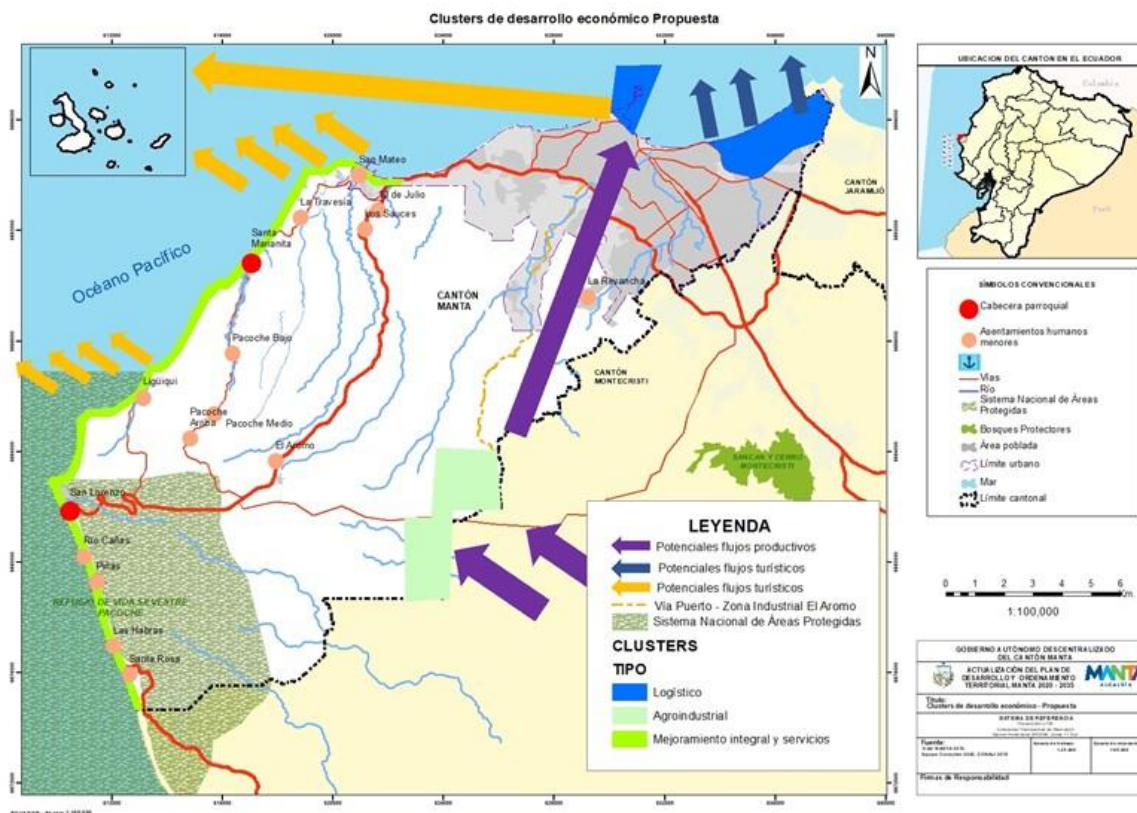 Clusters de desarrollo económico Propuesta
N
San Mateo
La Travesía
de Julio
Los Sauces
Santa
Marianita
Océano Pacífico
CANTÓN
JARAMIJÓ
CANTÓN
MANTA
La Revancha
Pacoche Bajo
CANTÓN
MONTECRISTI
Ligüiqui
Pacoche
Arriba
Pacoche Medio
El Aromo
SANCAN Y CERRO
MONTECRISTI
San Lorenzo
Río Cañas
Piñas
REFUGIO DE VIDA SILVESTRE
PACOCHE
Las Habras
Santa Rosa
LEYENDA
Potenciales flujos productivos
Potenciales flujos turísticos
Potenciales flujos turísticos
Vía Puerto - Zona Industrial El Aromo
Sistema Nacional de Áreas Protegidas
CLUSTERS
TIPO
Logístico
Agroindustrial
Mejoramiento integral y servicios
UBICACION DEL CANTON EN EL ECUADOR
Colombia
Perú
SÍMBOLOS CONVENCIONALES
Cabecera parroquial
Asentamientos humanos
menores
Vías
Río
Sistema Nacional de Áreas
Protegidas
Bosques Protectores
Área poblada
Límite urbano
Mar
Límite cantonal
0 1 2 3 4 5 6
Km
1:100,000
GOBIERNO AUTÓNOMO DESCENTRALIZADO
DEL CANTÓN MANTA
ACTUALIZACIÓN DEL PLAN DE
DESARROLLO Y ORDENAMIENTO
TERRITORIAL MANTA 2020 - 2035
MANTA
ALCALDÍA
Título:
Clusters de desarrollo económico - Propuesta
SISTEMA DE REFERENCIA
Fuente:
Firmas de Responsabilidad